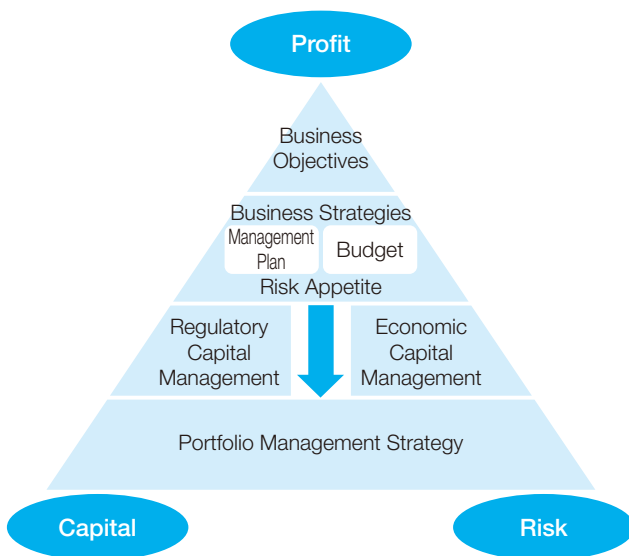 Profit
Business
Objectives
Business Strategies
Management
Plan
Budget
Risk Appetite
Regulatory
Capital
Management
Economic
Capital
Management
Portfolio Management Strategy
Capital
Risk